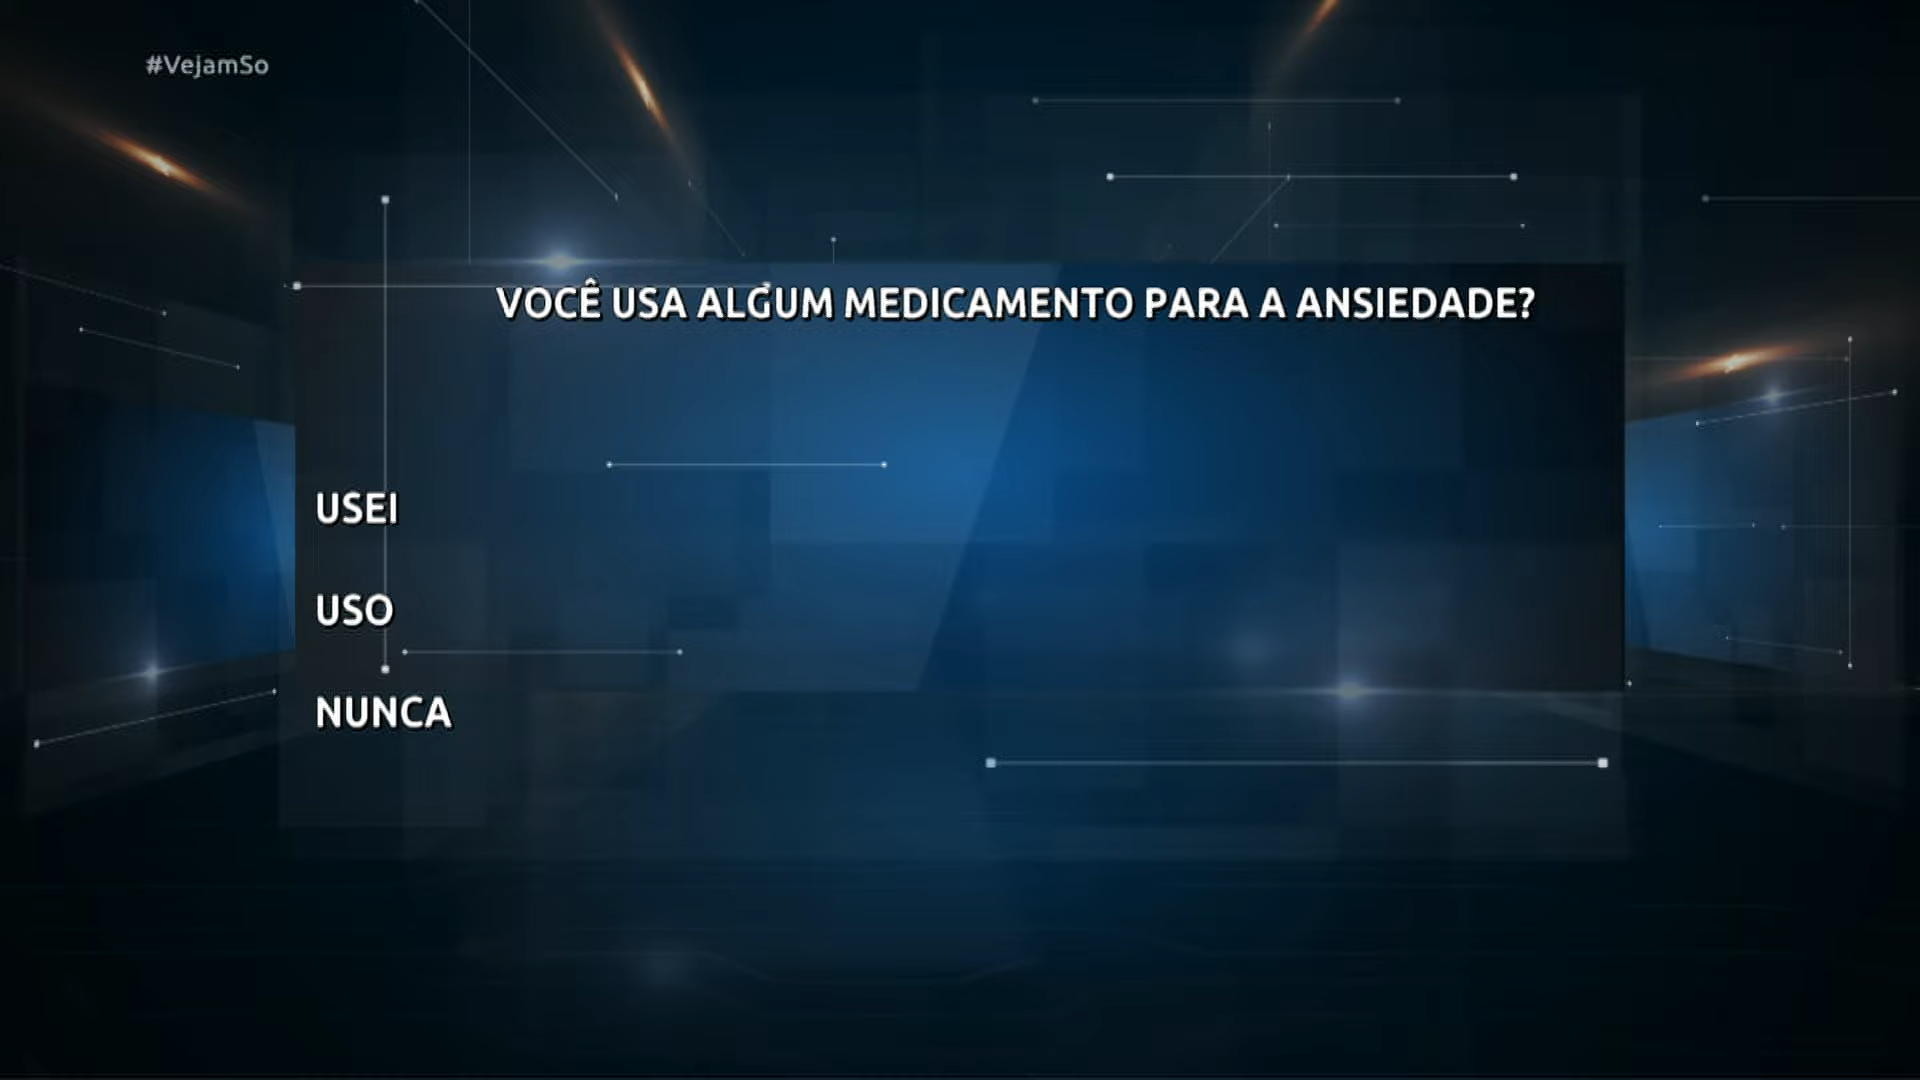 #VejamSo
VOCÊ USA ALGUM MEDICAMENTO PARA A ANSIEDADE?
USEI
USO
NUNCA